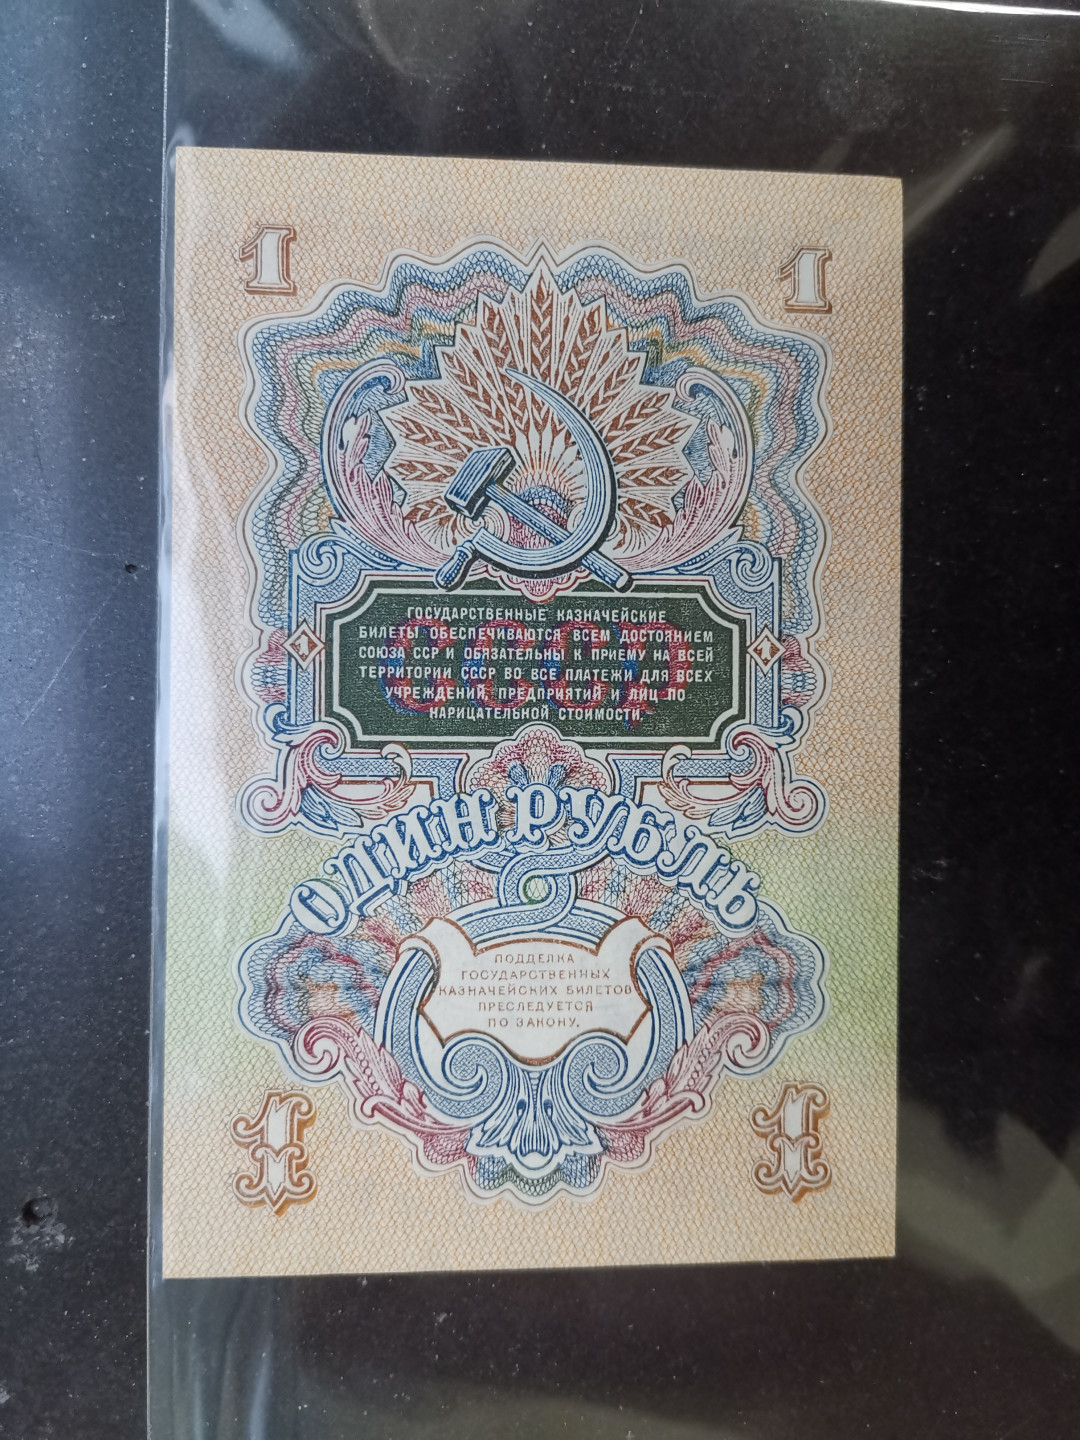 1 1
ГОСУДАРСТВЕННЫЕ КАЗНАЧЕЙСКИЕ
БИЛЕТЫ ОБЕСПЕЧИВАЮТСЯ ВСЕМ ДОСТОЯНИЕМ
СОЮЗА ССР И ОБЯЗАТЕЛЬНЫ К ПРИЕМУ НА ВСЕЙ
ТЕРРИТОРИИ СССР ВО ВСЕ ПЛАТЕЖИ ДЛЯ ВСЕХ
УЧРЕЖДЕНИЙ, ПРЕДПРИЯТИЙ И ЛИЦ ПО
НАРИЦАТЕЛЬНОЙ СТОИМОСТИ.
СССР
1 1
ОДИН РУБЛЬ
ПОДДЕЛКА
ГОСУДАРСТВЕННЫХ
КАЗНАЧЕЙСКИХ БИЛЕТОВ
ПРЕСЛЕДУЕТСЯ
ПО ЗАКОНУ.
1 1